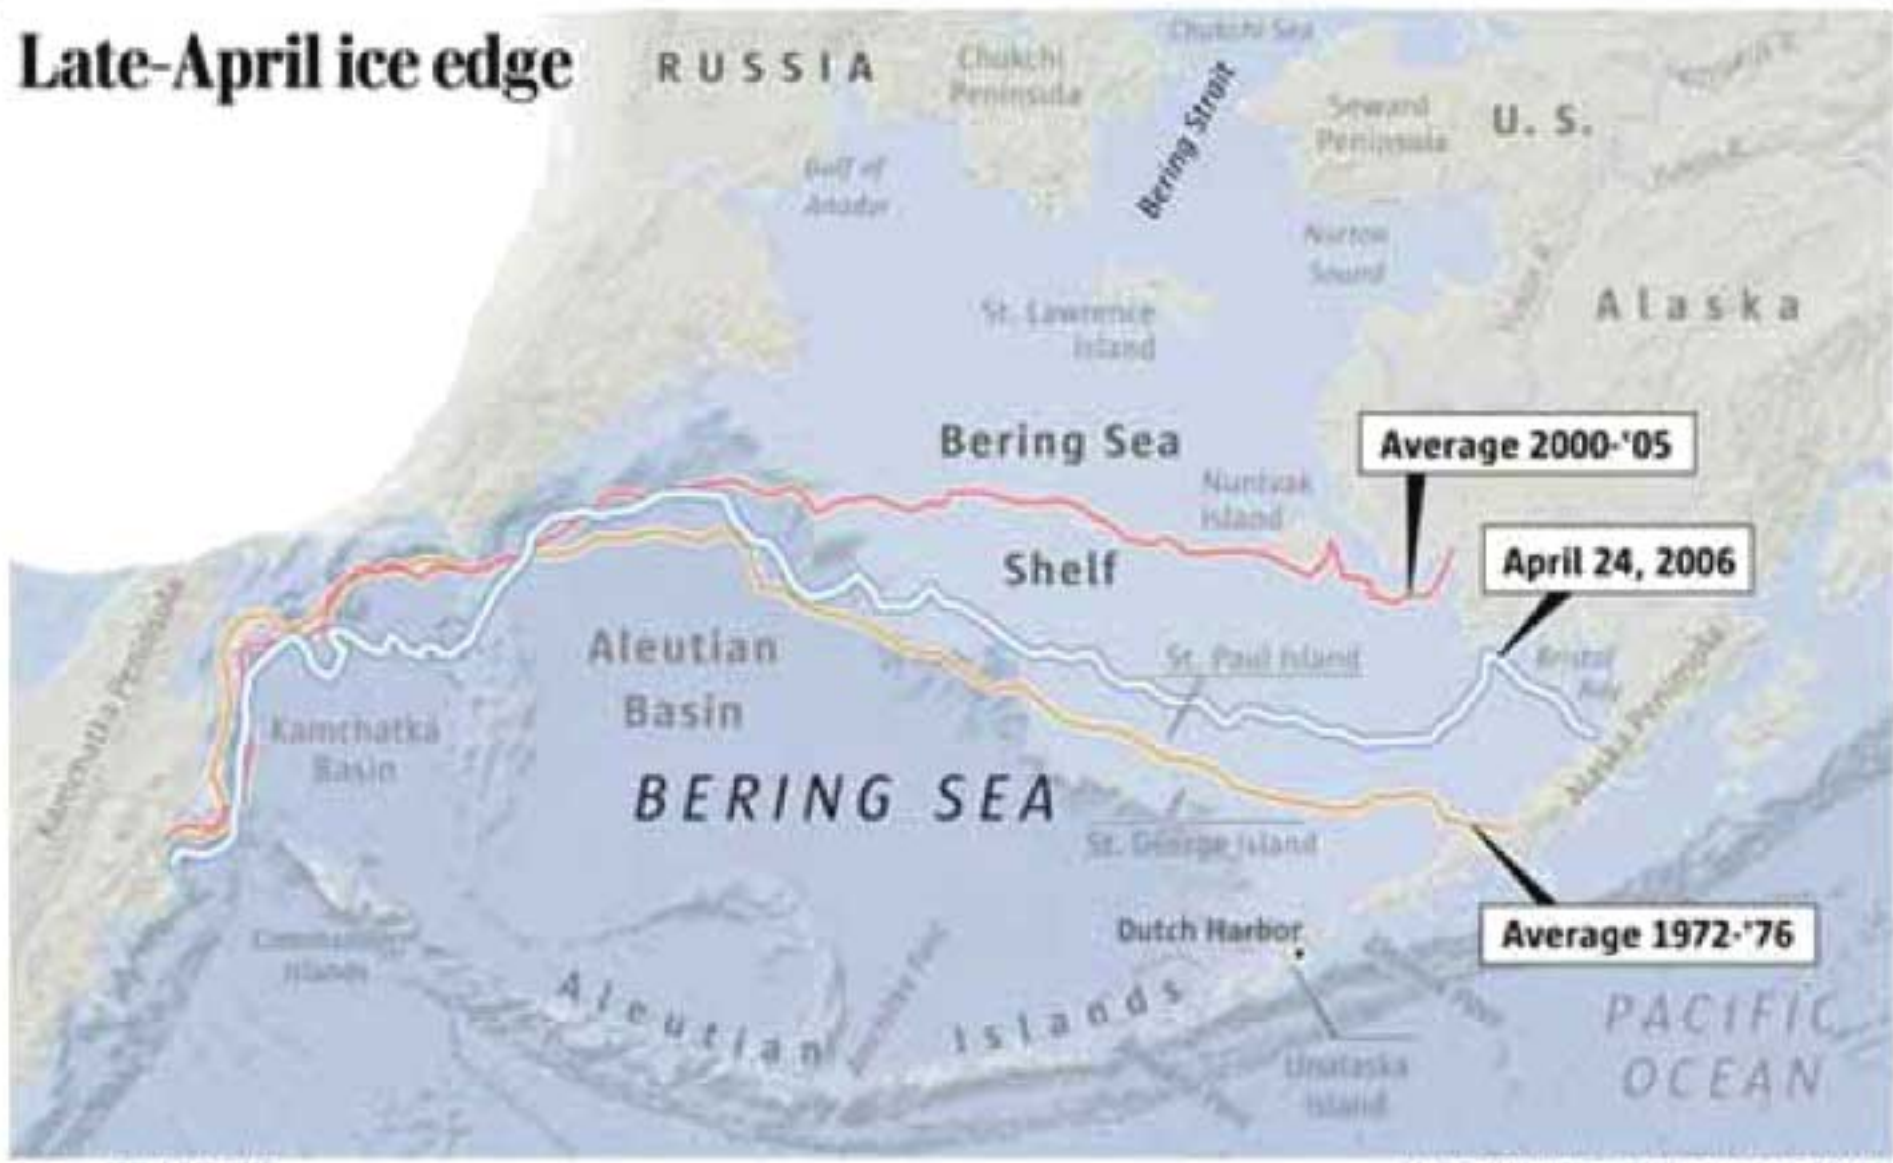 Late-April ice edge
RUSSIA
Chukchi
Peninsula
Chukchi Sea
Bering Strait
Seward
Peninsula
U. S.
Yukon R.
Gulf of
Anadyr
Norton
Sound
Yukon R.
Alaska
St. Lawrence
Island
Bering Sea
Average 2000-'05
Nunivak
Island
April 24, 2006
Shelf
Aleutian
Basin
St. Paul Island
Bristol
Bay
Kamchatka Peninsula
Kamchatka
Basin
Alaska Peninsula
BERING SEA
St. George Island
Average 1972-'76
Dutch Harbor
Islands
Aleutian Islands
PACIFIC
OCEAN
Unalaska
Island